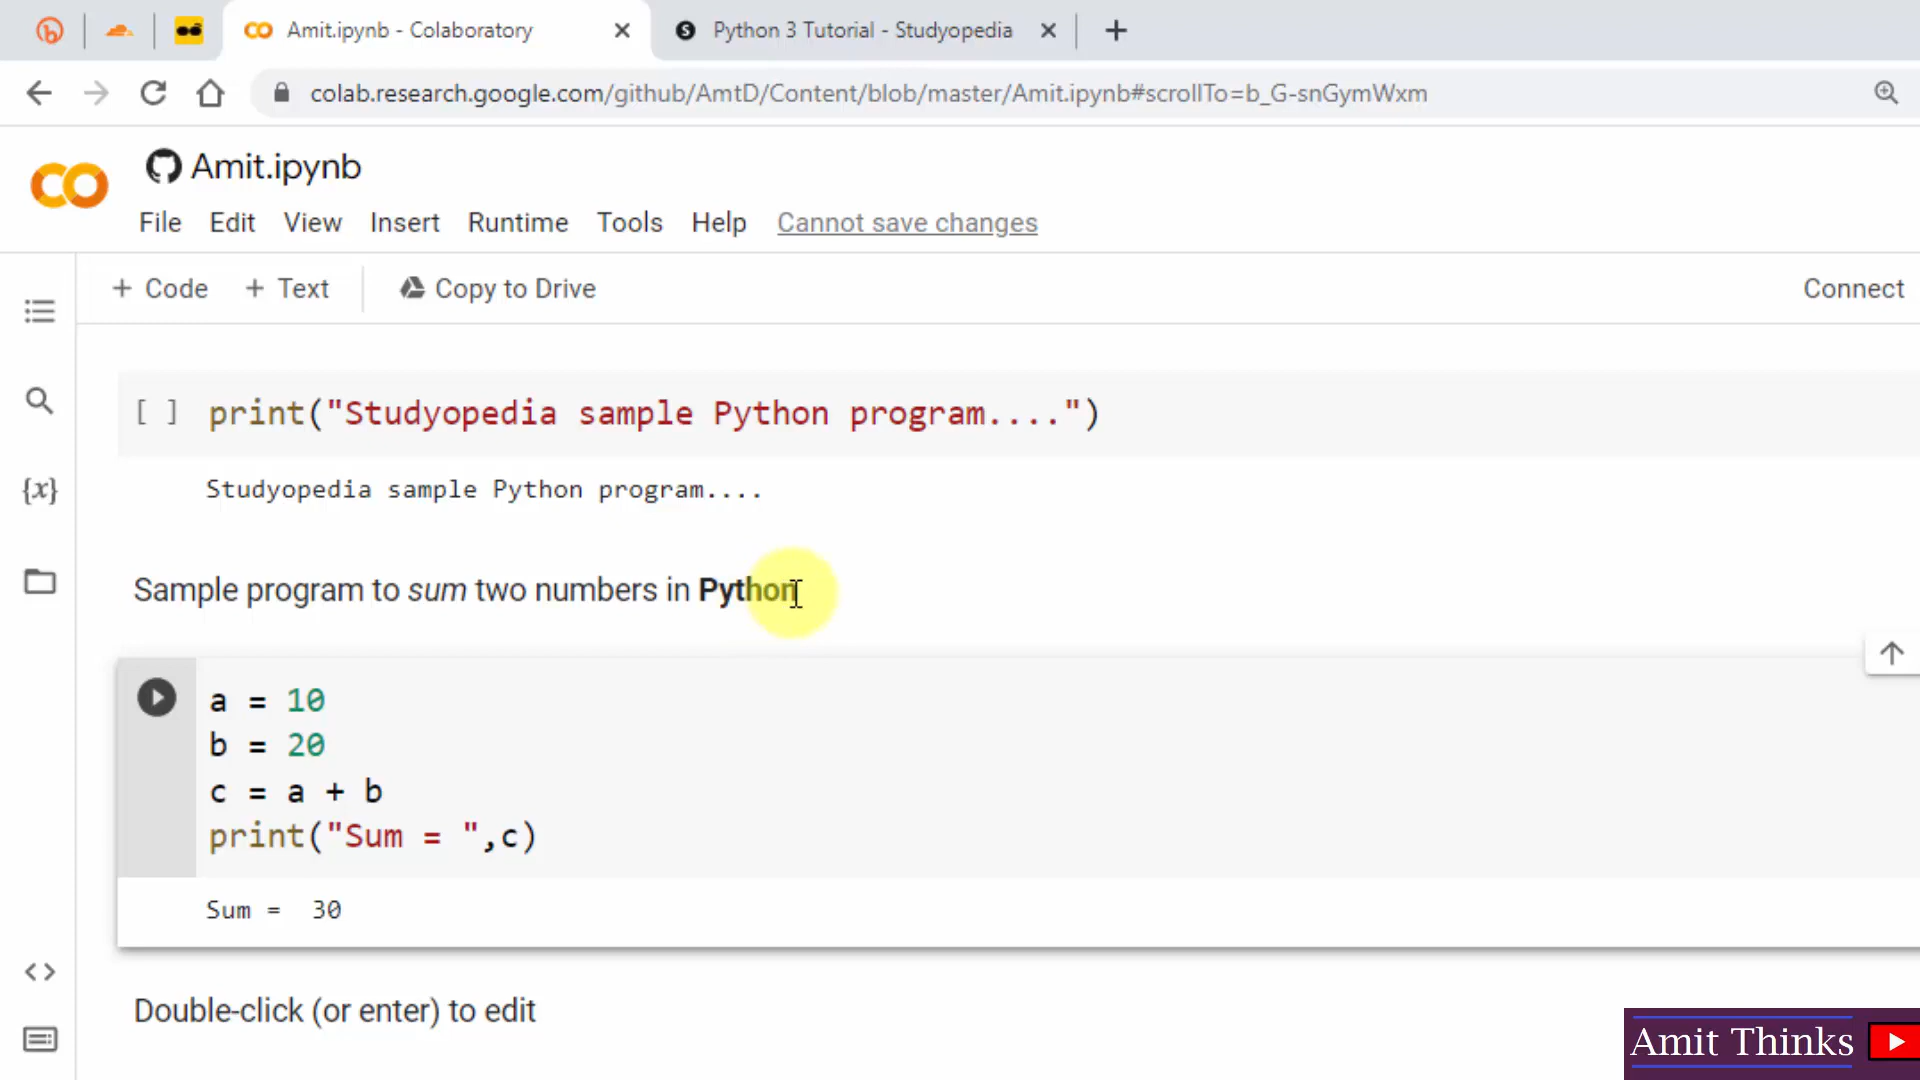 Amit.ipynb - Colaboratory
Python 3 Tutorial - Studyopedia
colab.research.google.com/github/AmtD/Content/blob/master/Amit.ipynb#scrollTo=b_G-snGymWxm
Amit.ipynb
File Edit View Insert Runtime Tools Help Cannot save changes
+ Code + Text Copy to Drive Connect
[ ] print("Studyopedia sample Python program....")
Studyopedia sample Python program....
{x}
Sample program to sum two numbers in Python
a = 10
b = 20
c = a + b
print("Sum = ",c)
Sum =  30
Double-click (or enter) to edit
Amit Thinks